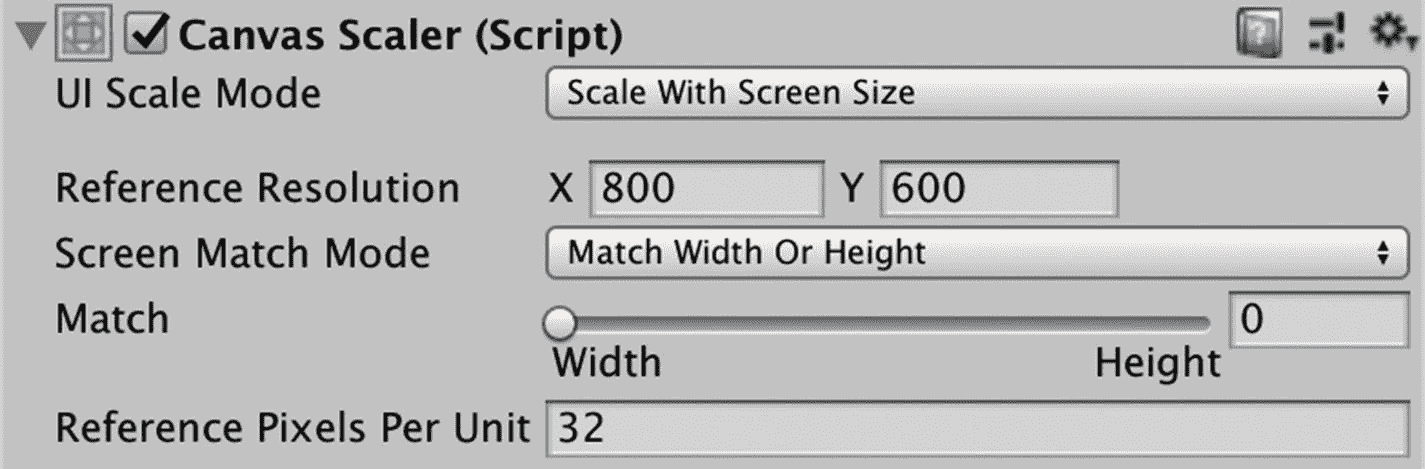 Canvas Scaler (Script)
UI Scale Mode Scale With Screen Size
Reference Resolution X 800 Y 600
Screen Match Mode Match Width Or Height
Match 0
Width Height
Reference Pixels Per Unit 32